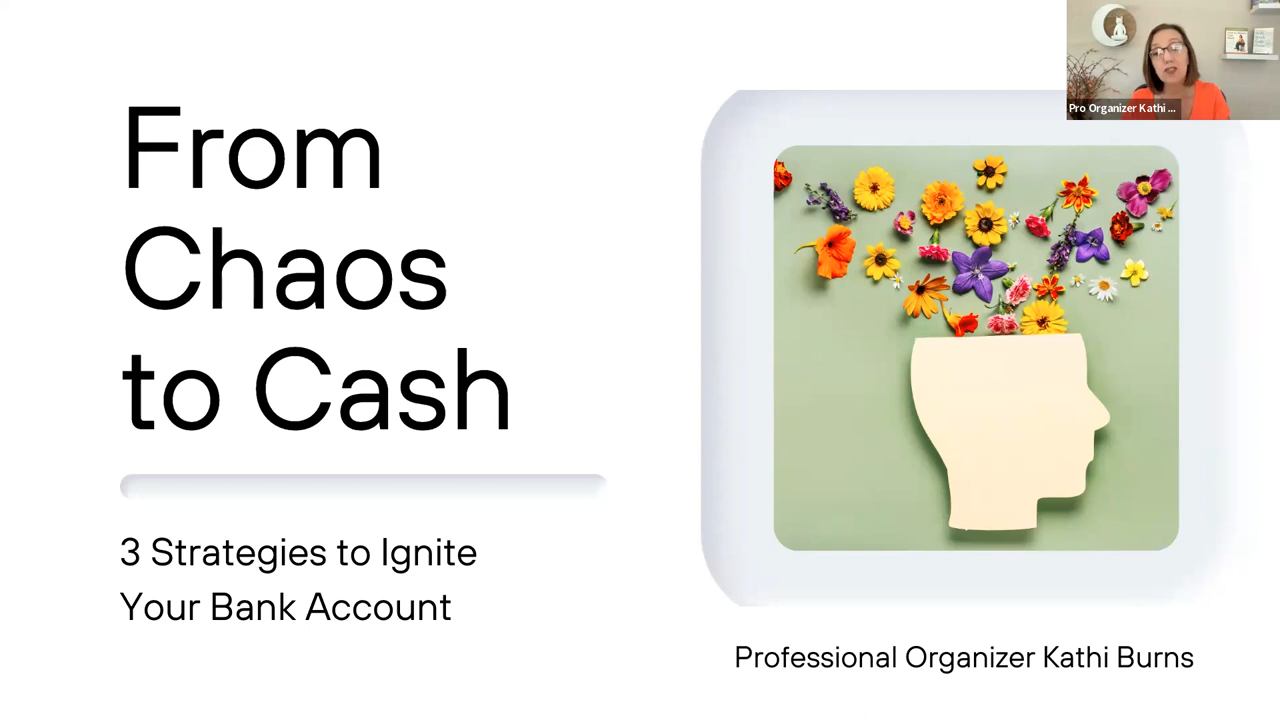 From
Chaos
to Cash
3 Strategies to Ignite
Your Bank Account
Pro Organizer Kathi ...
Professional Organizer Kathi Burns